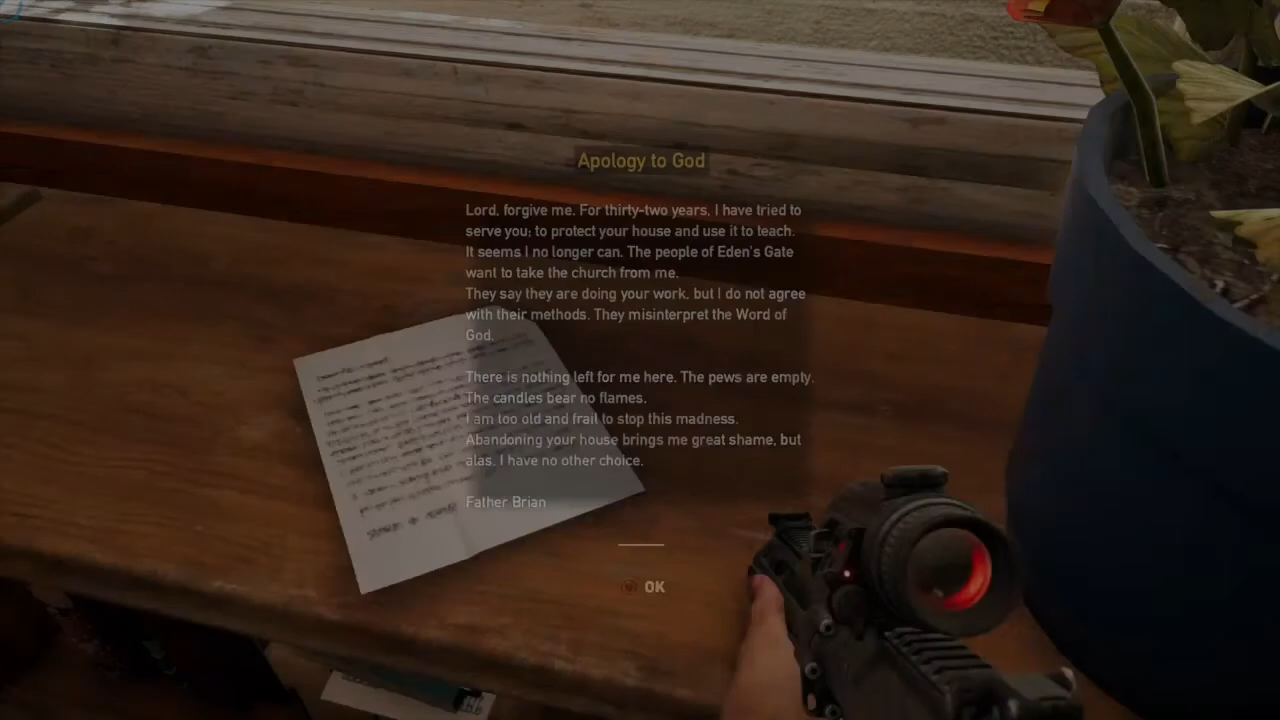 Apology to God
Lord, forgive me. For thirty-two years, I have tried to
serve you; to protect your house and use it to teach.
It seems I no longer can. The people of Eden's Gate
want to take the church from me.
They say they are doing your work, but I do not agree
with their methods. They misinterpret the Word of
God.
There is nothing left for me here. The pews are empty.
The candles bear no flames.
I am too old and frail to stop this madness.
Abandoning your house brings me great shame, but
alas, I have no other choice.
Father Brian
OK